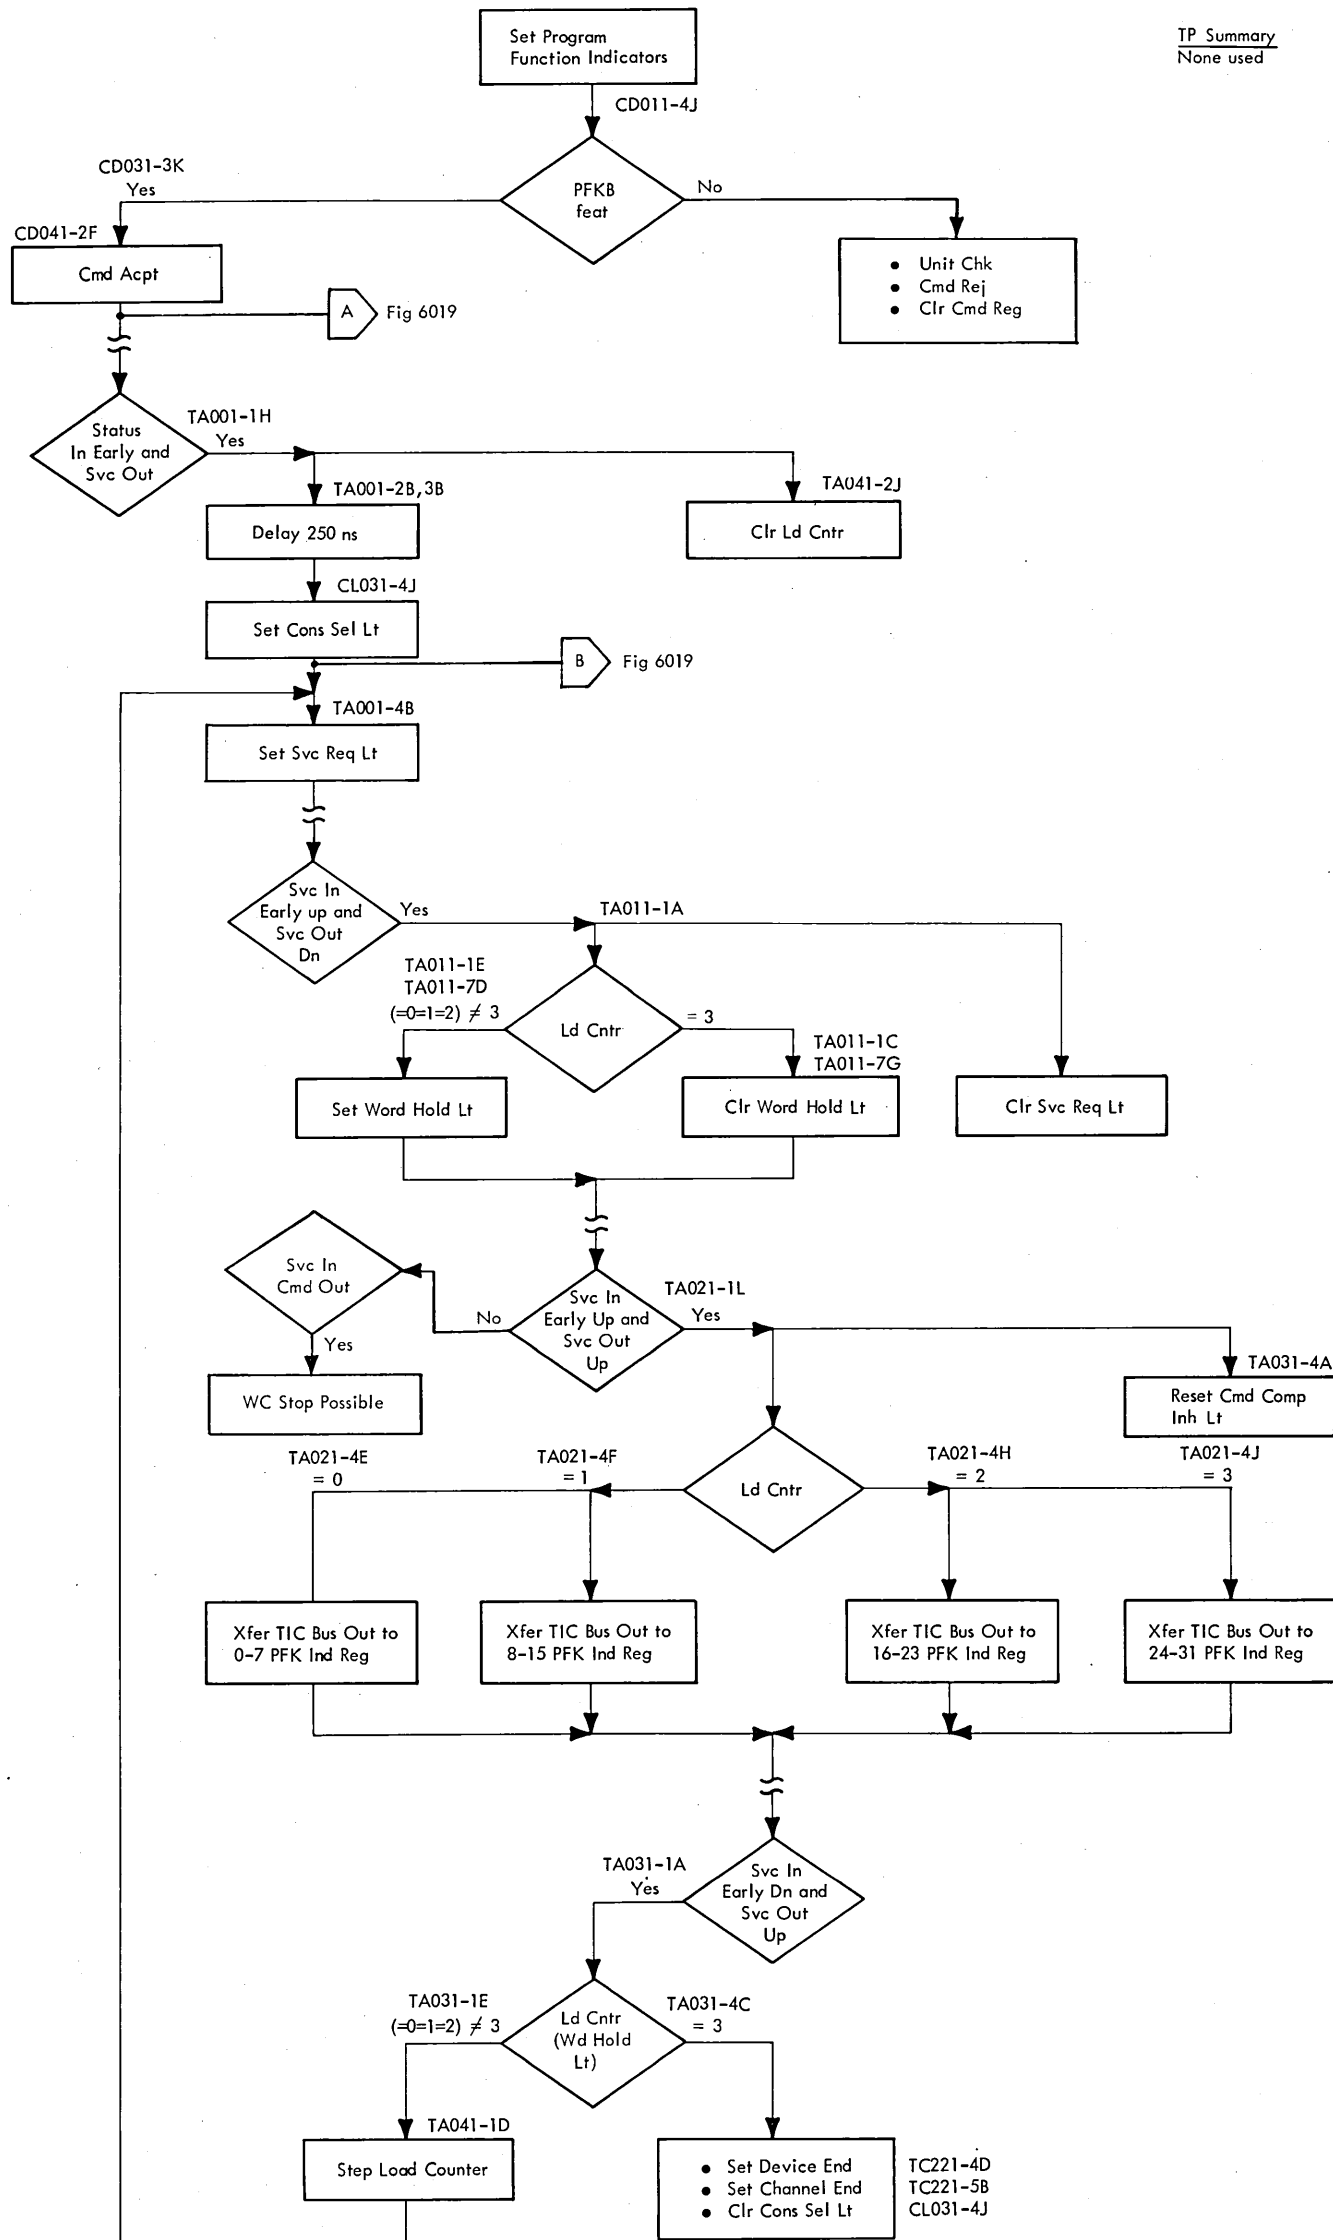 Set Program
Function Indicators
TP Summary
None used
CD011-4J
CD031-3K
Yes
PFKB
feat
No
CD041-2F
Cmd Acpt
A
Fig 6019
● Unit Chk
● Cmd Rej
● Clr Cmd Reg
Status
In Early and
Svc Out
TA001-1H
Yes
TA001-2B,3B
TA041-2J
Delay 250 ns
Clr Ld Cntr
CL031-4J
Set Cons Sel Lt
B
Fig 6019
TA001-4B
Set Svc Req Lt
Svc In
Early up and
Svc Out
Dn
Yes
TA011-1A
TA011-1E
TA011-7D
(=0=1=2) ≠ 3
Ld Cntr
= 3
TA011-1C
TA011-7G
Set Word Hold Lt
Clr Word Hold Lt
Clr Svc Req Lt
Svc In
Cmd Out
No
Svc In
Early Up and
Svc Out
Up
TA021-1L
Yes
Yes
WC Stop Possible
TA031-4A
Reset Cmd Comp
Inh Lt
TA021-4E
= 0
TA021-4F
= 1
Ld Cntr
TA021-4H
= 2
TA021-4J
= 3
Xfer TIC Bus Out to
0-7 PFK Ind Reg
Xfer TIC Bus Out to
8-15 PFK Ind Reg
Xfer TIC Bus Out to
16-23 PFK Ind Reg
Xfer TIC Bus Out to
24-31 PFK Ind Reg
TA031-1A
Yes
Svc In
Early Dn and
Svc Out
Up
TA031-1E
(=0=1=2) ≠ 3
Ld Cntr
(Wd Hold
Lt)
TA031-4C
= 3
TA041-1D
Step Load Counter
● Set Device End TC221-4D
● Set Channel End TC221-5B
● Clr Cons Sel Lt CL031-4J